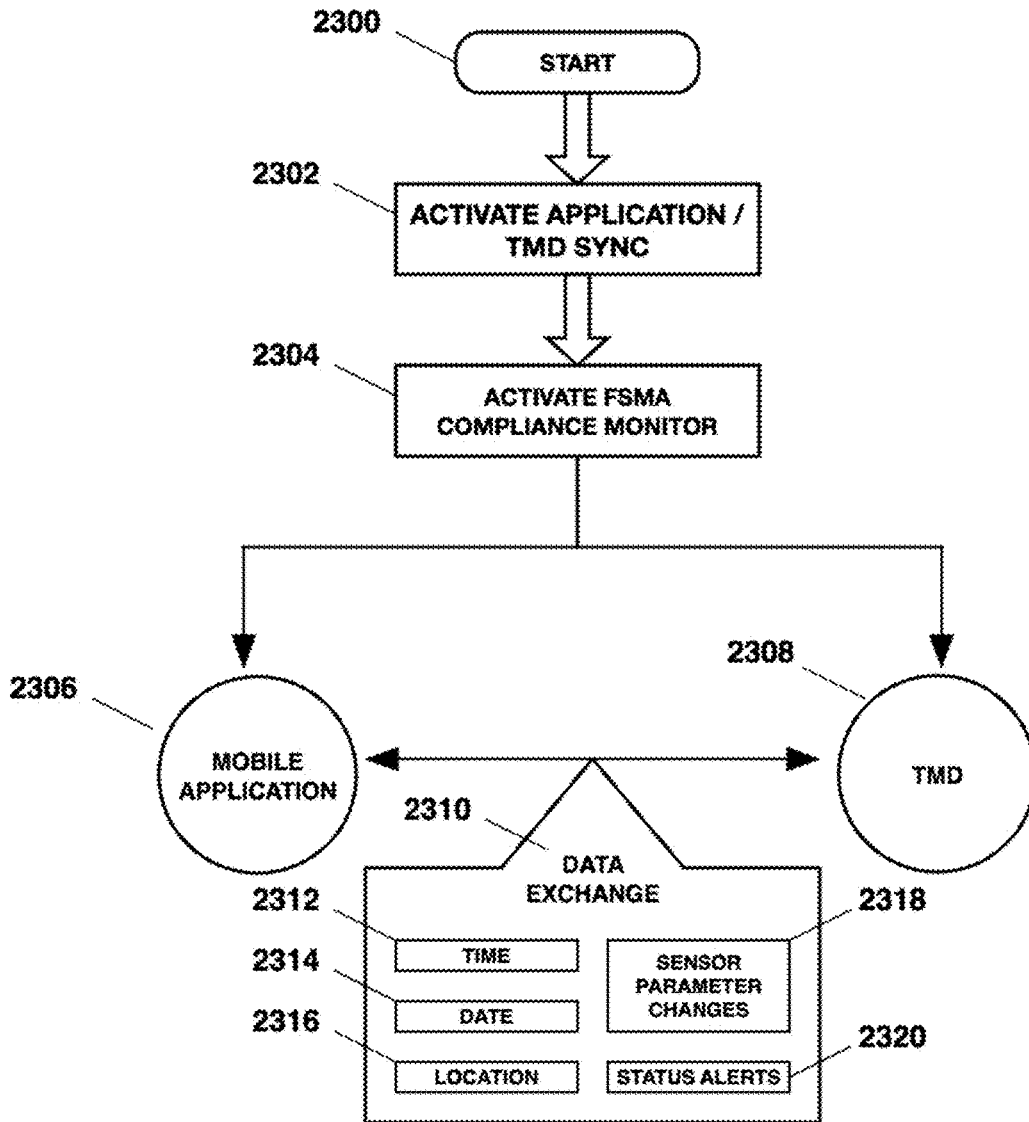 2300
START
2302
ACTIVATE APPLICATION /
TMD SYNC
2304
ACTIVATE FSMA
COMPLIANCE MONITOR
2306
MOBILE
APPLICATION
2308
TMD
2310
DATA
EXCHANGE
2312
TIME
2314
DATE
2316
LOCATION
2318
SENSOR
PARAMETER
CHANGES
2320
STATUS ALERTS